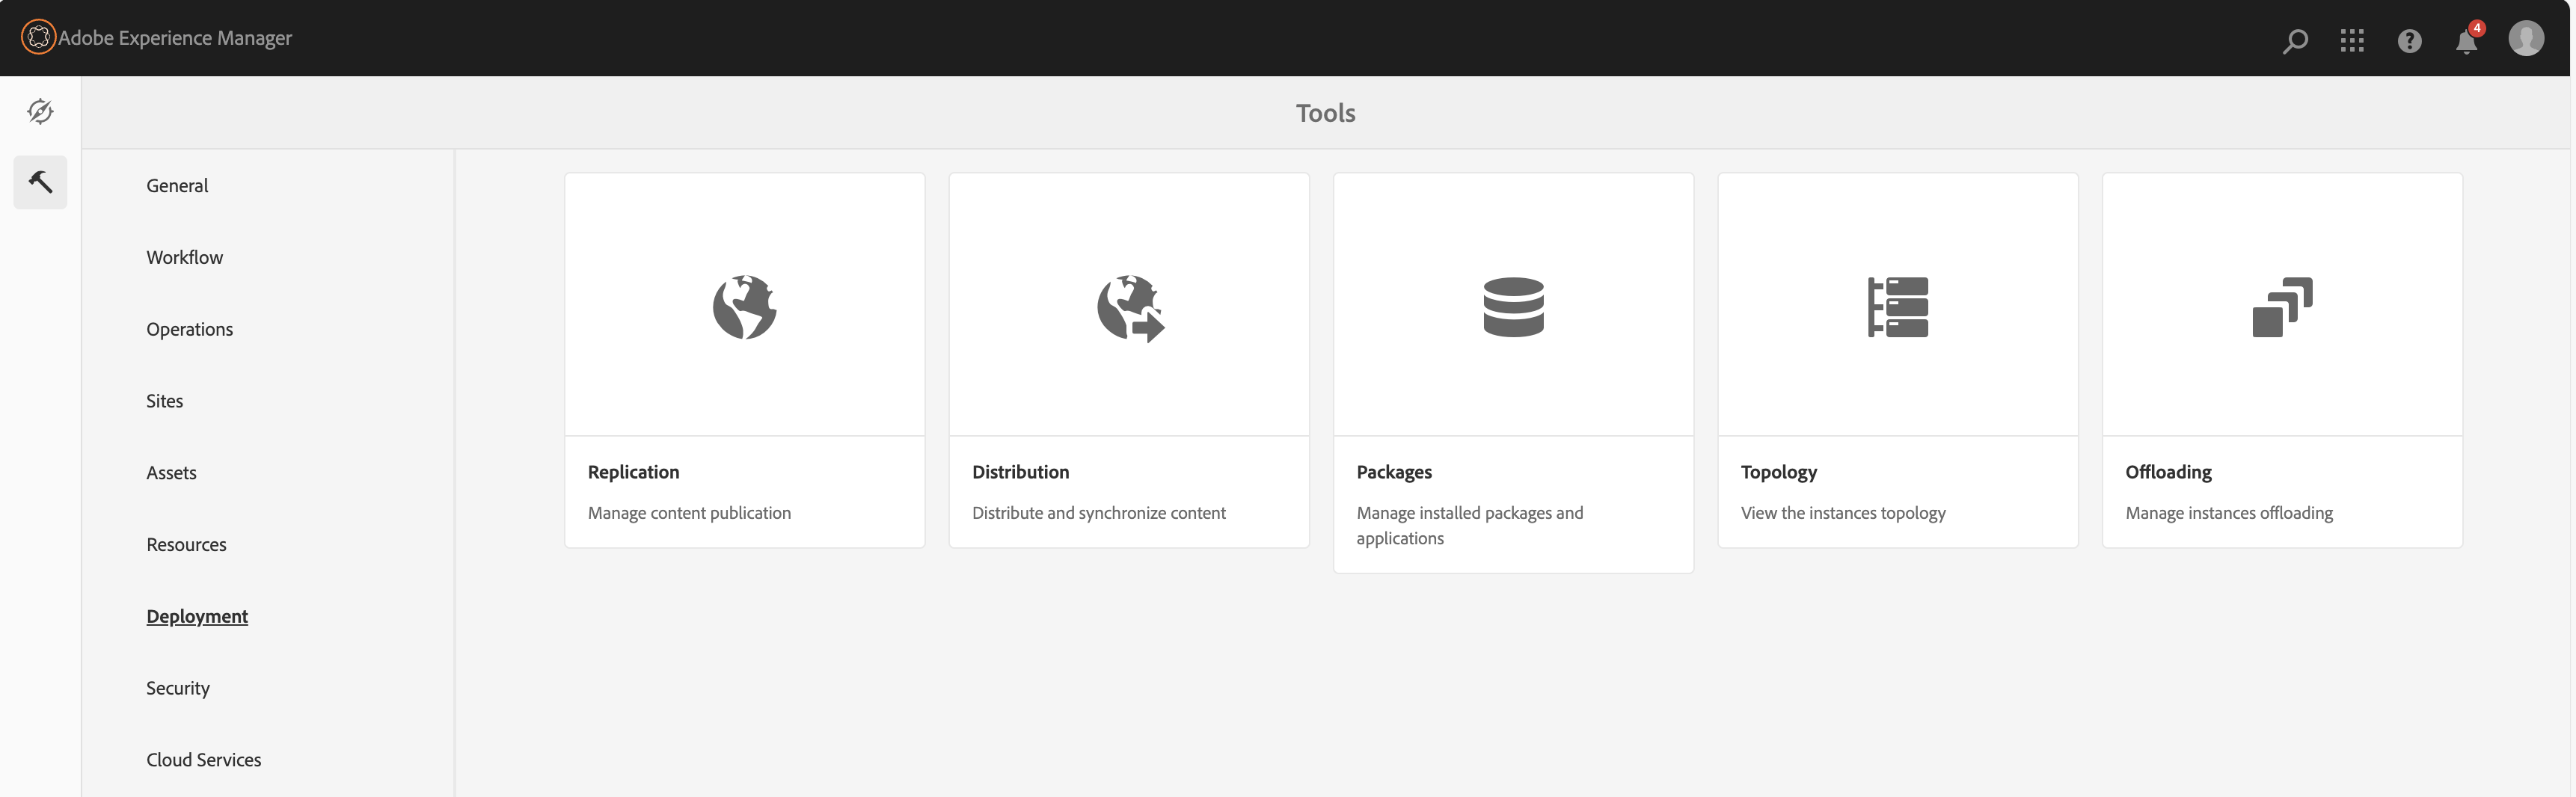 Adobe Experience Manager
4
Tools
General
Workflow
Operations
Sites
Assets
Resources
Deployment
Security
Cloud Services
Replication
Manage content publication
Distribution
Distribute and synchronize content
Packages
Manage installed packages and
applications
Topology
View the instances topology
Offloading
Manage instances offloading